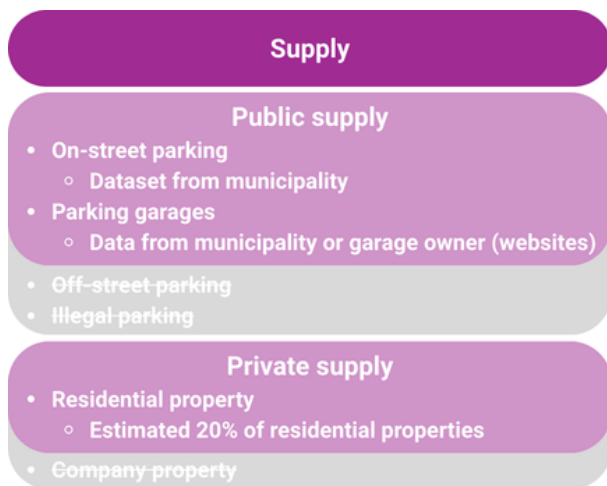 Supply
Public supply
• On-street parking
○ Dataset from municipality
• Parking garages
○ Data from municipality or garage owner (websites)
• Off-street parking
• Illegal parking
Private supply
• Residential property
○ Estimated 20% of residential properties
• Company property